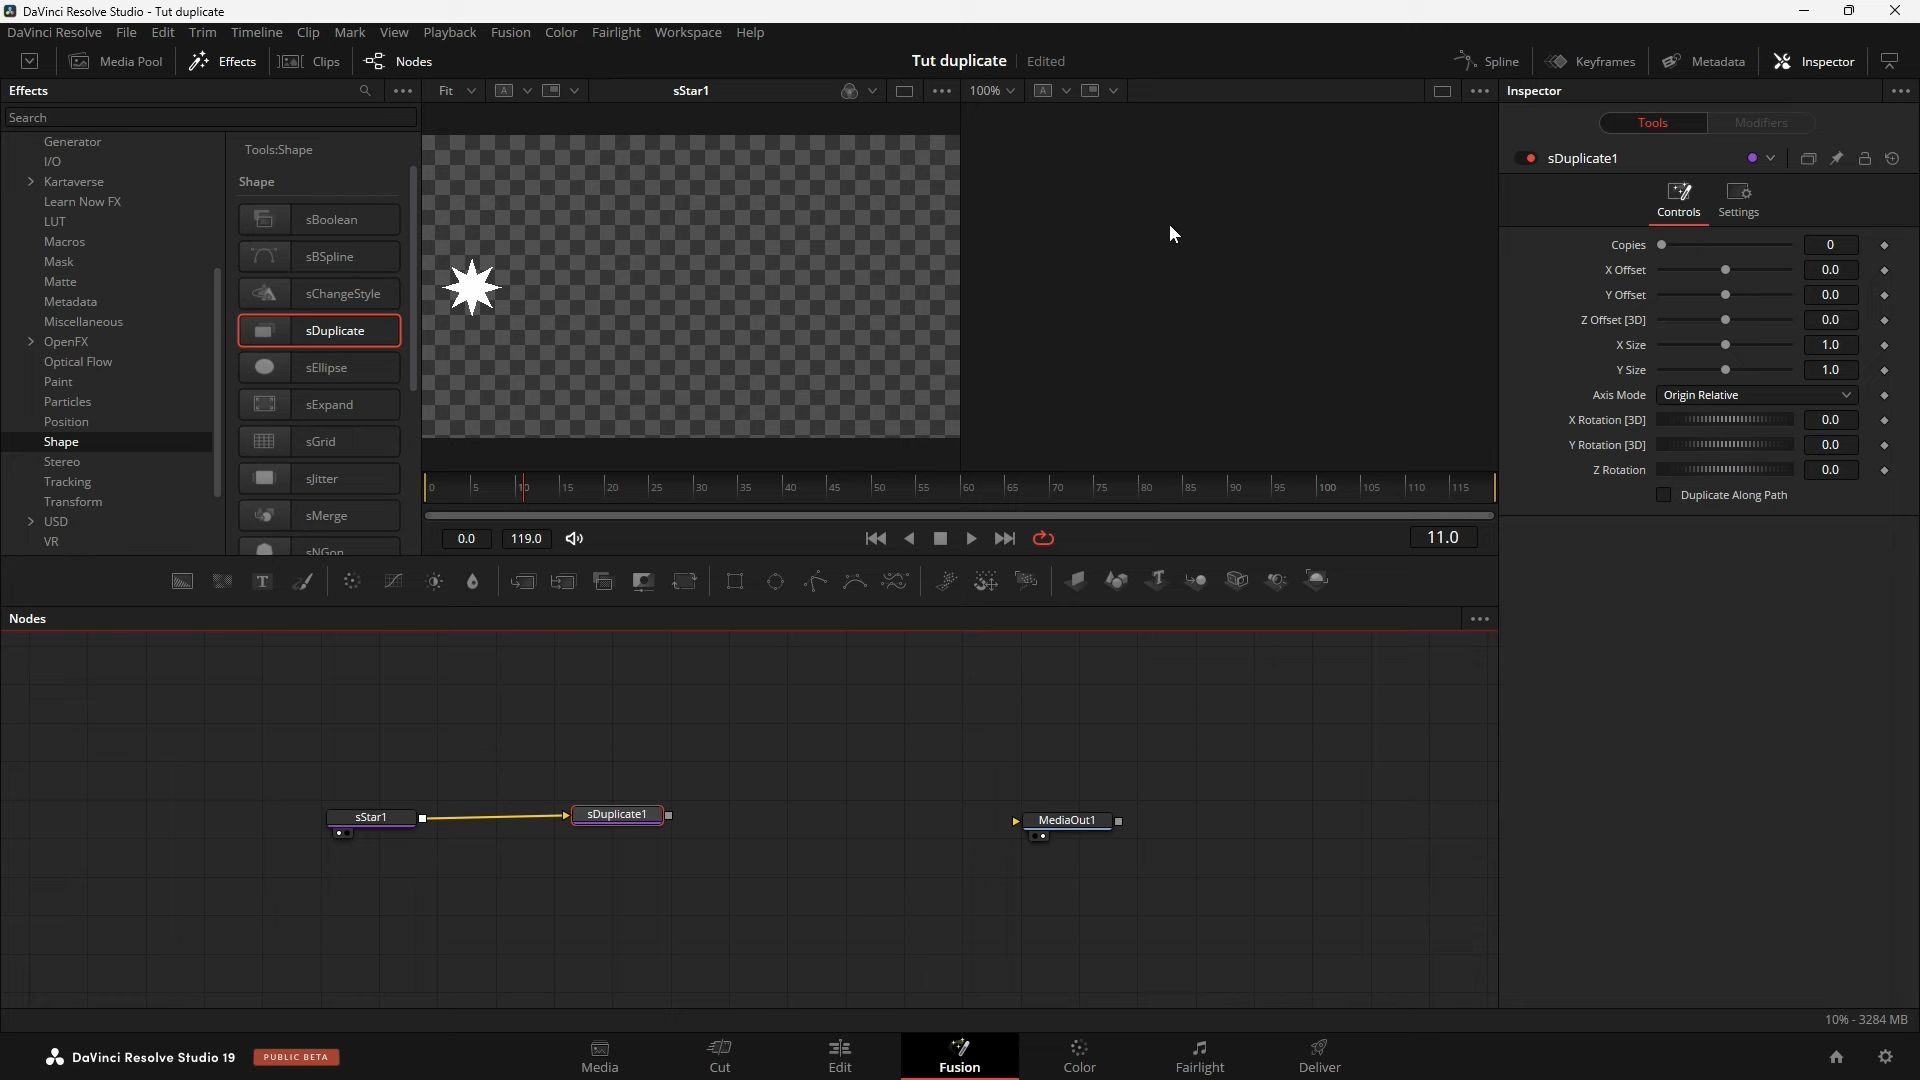 DaVinci Resolve Studio - Tut duplicate
DaVinci Resolve File Edit Trim Timeline Clip Mark View Playback Fusion Color Fairlight Workspace Help
Media Pool Effects Clips Nodes Tut duplicate Edited Spline Keyframes Metadata Inspector
Effects Fit A sStar1 100% A Inspector
Search
Tools Modifiers
Generator
I/O
Kartaverse
Learn Now FX
LUT
Macros
Mask
Matte
Metadata
Miscellaneous
OpenFX
Optical Flow
Paint
Particles
Position
Shape
Stereo
Tracking
Transform
USD
VR
Tools:Shape
Shape
sBoolean
sBSpline
sChangeStyle
sDuplicate
sEllipse
sExpand
sGrid
sJitter
sMerge
sNGon
sDuplicate1
Controls Settings
Copies 0
X Offset 0.0
Y Offset 0.0
Z Offset [3D] 0.0
X Size 1.0
Y Size 1.0
Axis Mode Origin Relative
X Rotation [3D] 0.0
Y Rotation [3D] 0.0
Z Rotation 0.0
Duplicate Along Path
0 5 10 15 20 25 30 35 40 45 50 55 60 65 70 75 80 85 90 95 100 105 110 115
0.0 119.0 11.0
T T
Nodes
sStar1 sDuplicate1 MediaOut1
10% - 3284 MB
DaVinci Resolve Studio 19 PUBLIC BETA Media Cut Edit Fusion Color Fairlight Deliver